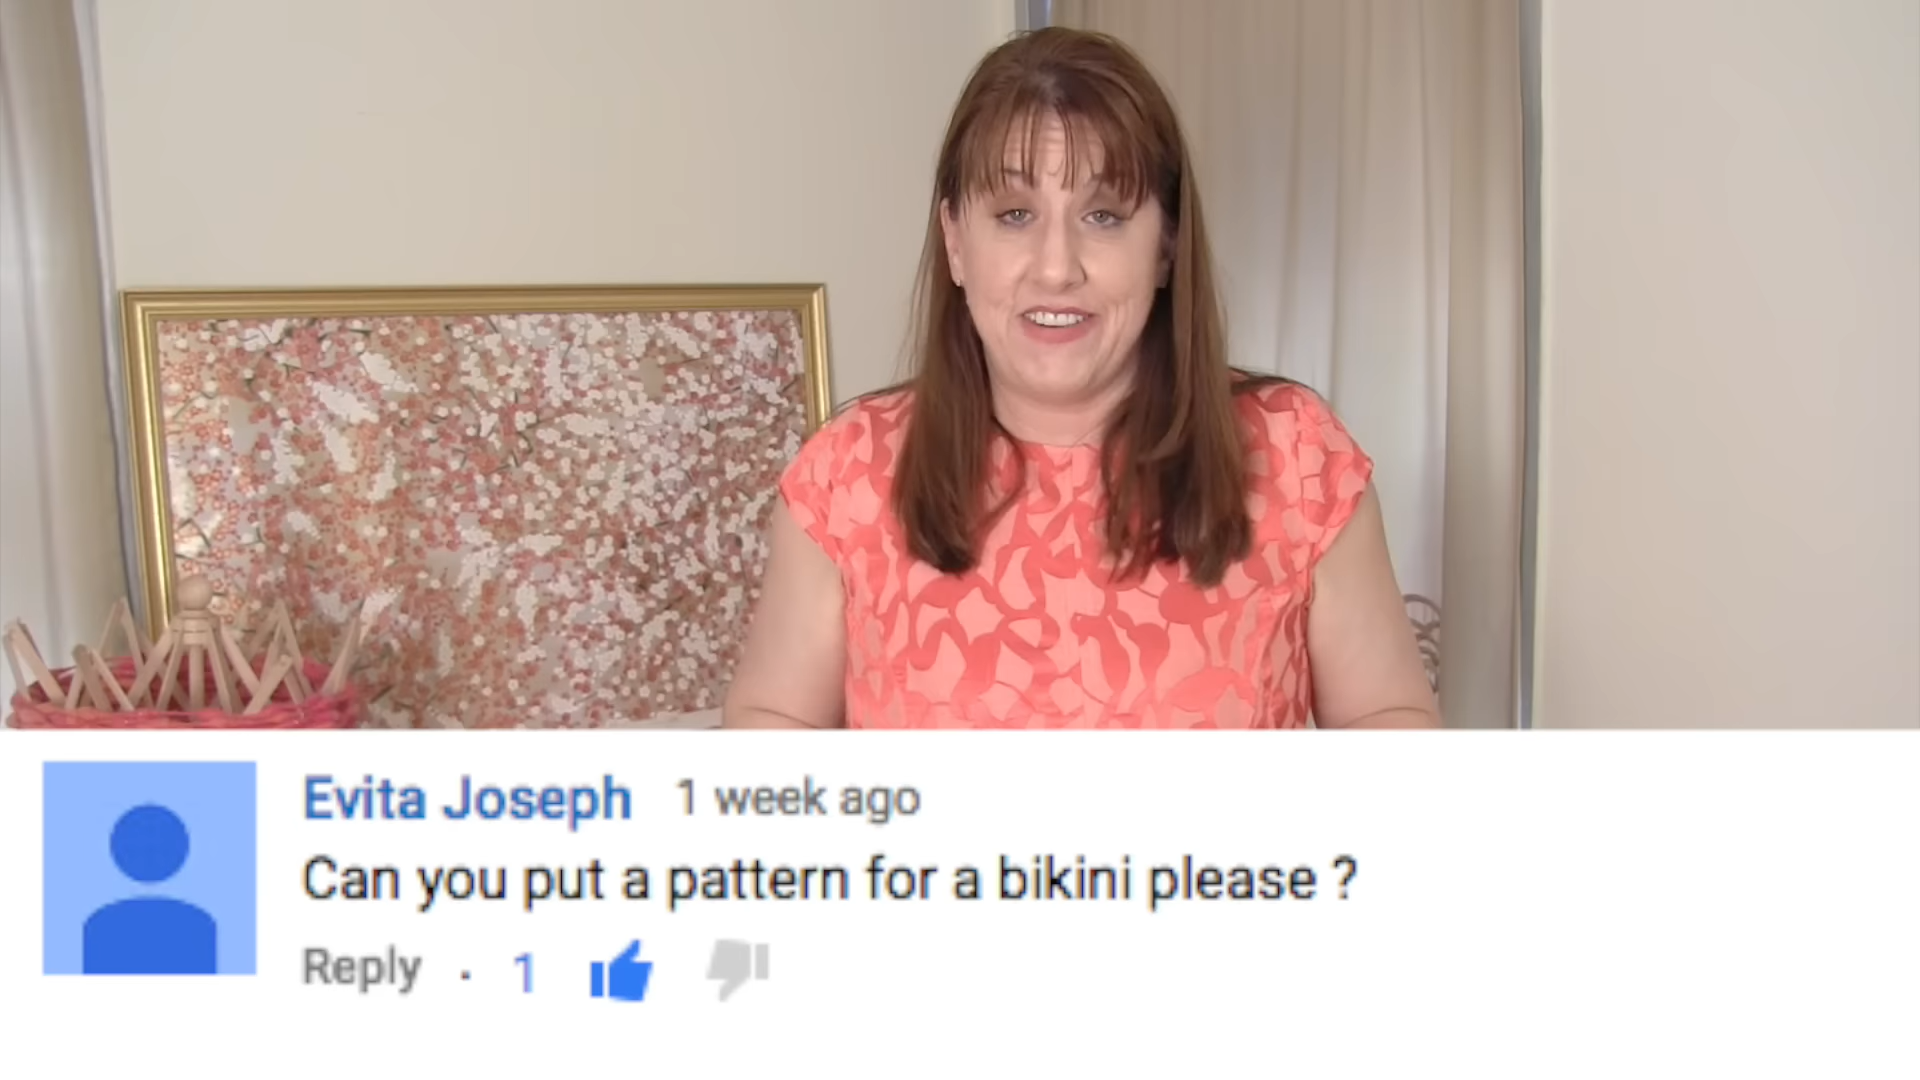 Evita Joseph 1 week ago
Can you put a pattern for a bikini please ?
Reply · 1